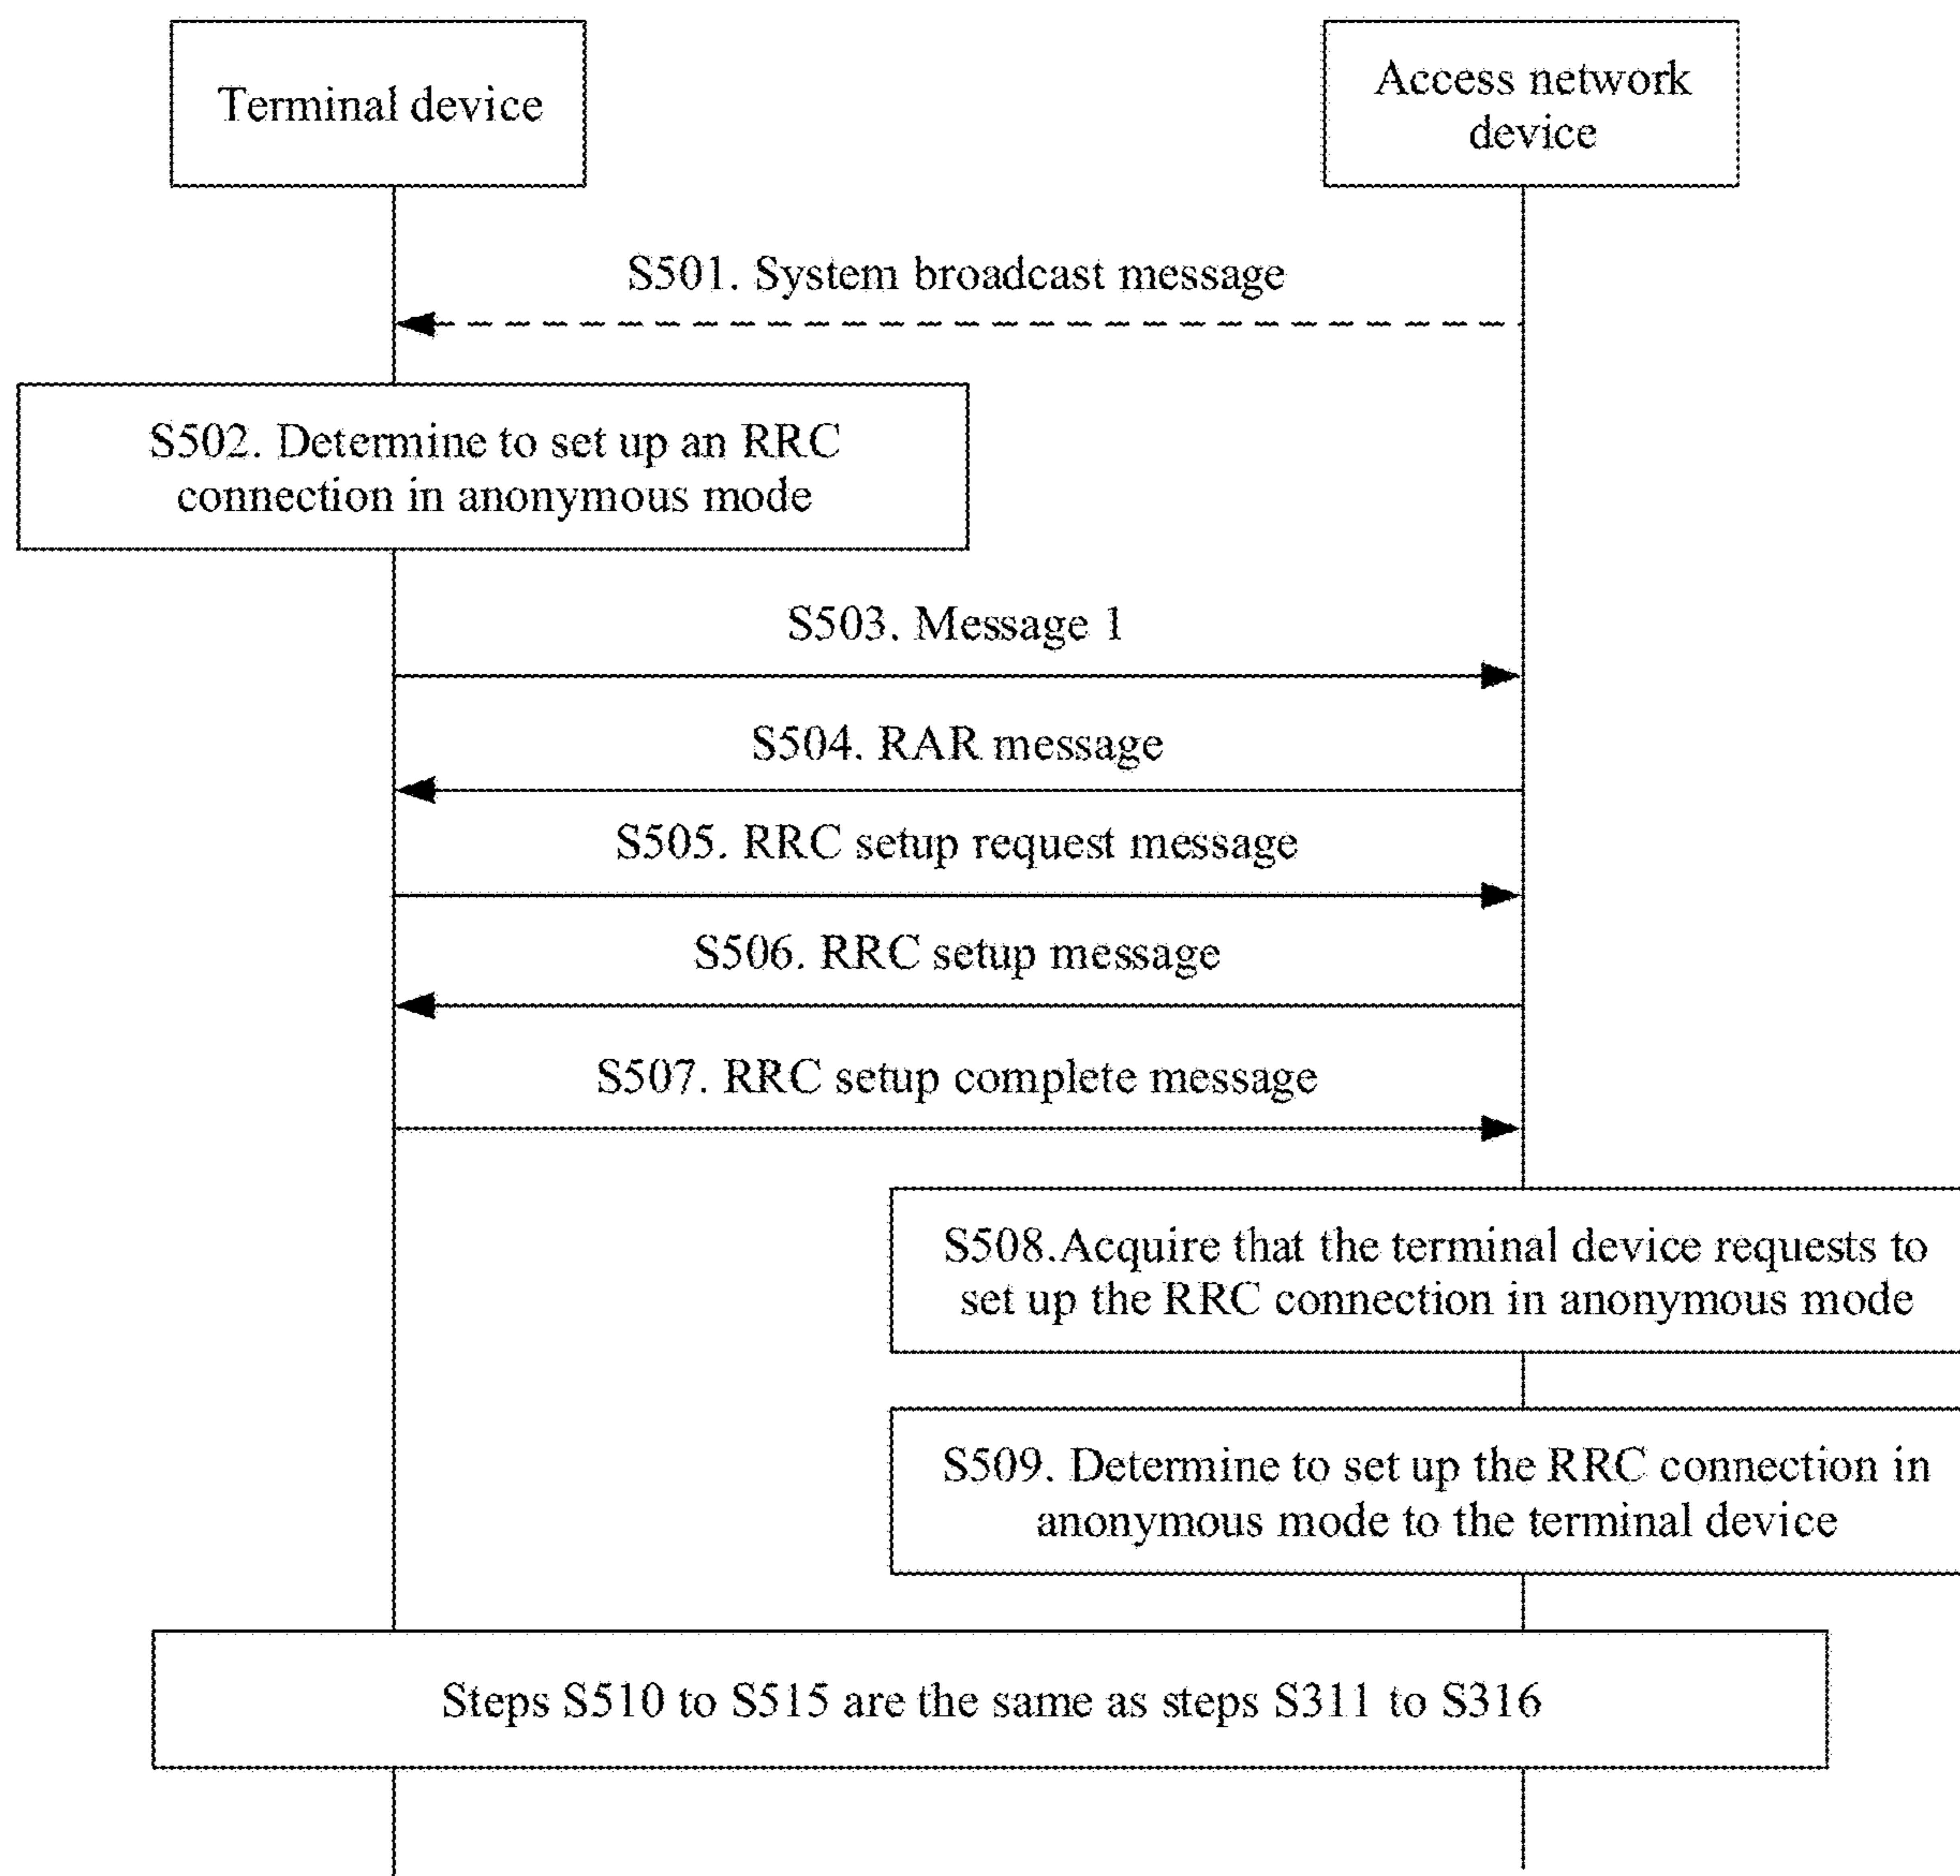 Terminal device
Access network
device
S501. System broadcast message
S502. Determine to set up an RRC
connection in anonymous mode
S503. Message 1
S504. RAR message
S505. RRC setup request message
S506. RRC setup message
S507. RRC setup complete message
S508.Acquire that the terminal device requests to
set up the RRC connection in anonymous mode
S509. Determine to set up the RRC connection in
anonymous mode to the terminal device
Steps S510 to S515 are the same as steps S311 to S316